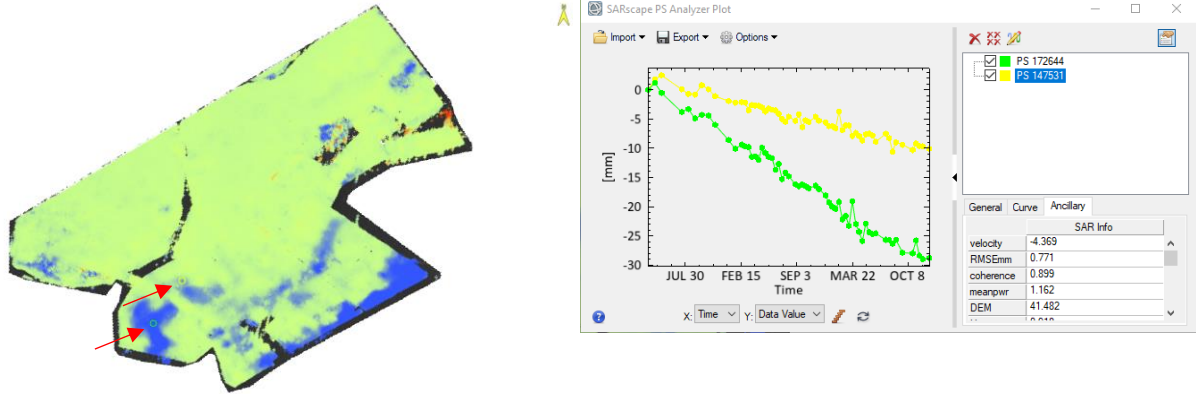 SARscape PS Analyzer Plot
Import Export Options
PS 172644
PS 147531
0
-5
-10
-15
-20
-25
-30
[mm]
JUL 30 FEB 15 SEP 3 MAR 22 OCT 8
Time
X: Time Y: Data Value
General Curve Ancillary
SAR Info
velocity -4.369
RMSEmm 0.771
coherence 0.899
meanpwr 1.162
DEM 41.482